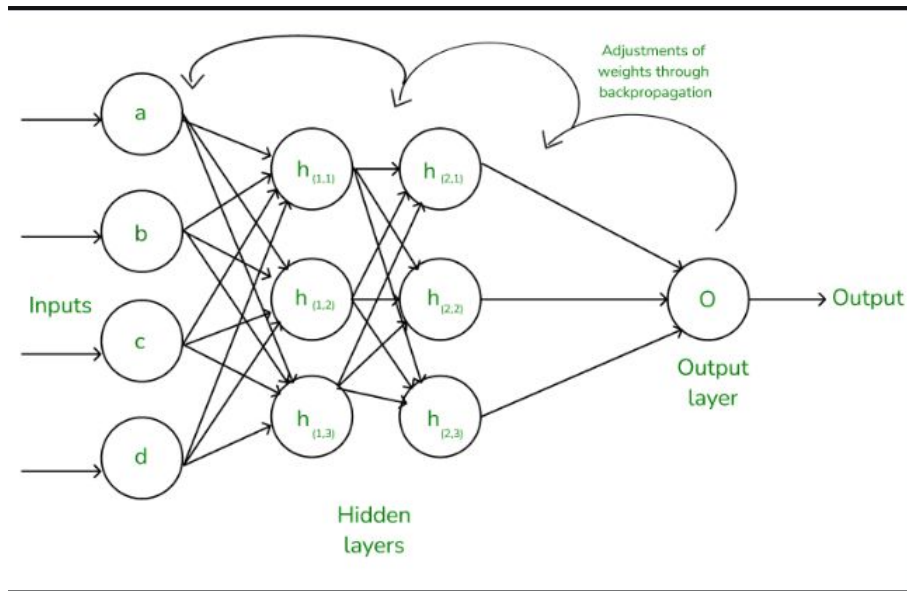 Adjustments of
weights through
backpropagation
a
h(1,1)
h(2,1)
b
Inputs
h(1,2)
h(2,2)
O
Output
c
Output
layer
h(1,3)
h(2,3)
d
Hidden
layers